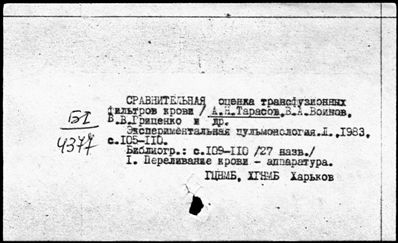 СРАВНИТЕЛЬНАЯ оценка трансфузионных
фильтров крови / А.Н.Тарасов, В.А.Воинов,
В.В.Гриценко и др.
Экспериментальная пульмонология.Л.,1983,
с.105-110.
Библиогр.: с.109-110 /27 назв./
I. Переливание крови - аппаратура.
ГЦНМБ, ХГНМБ Харьков
БI
4377